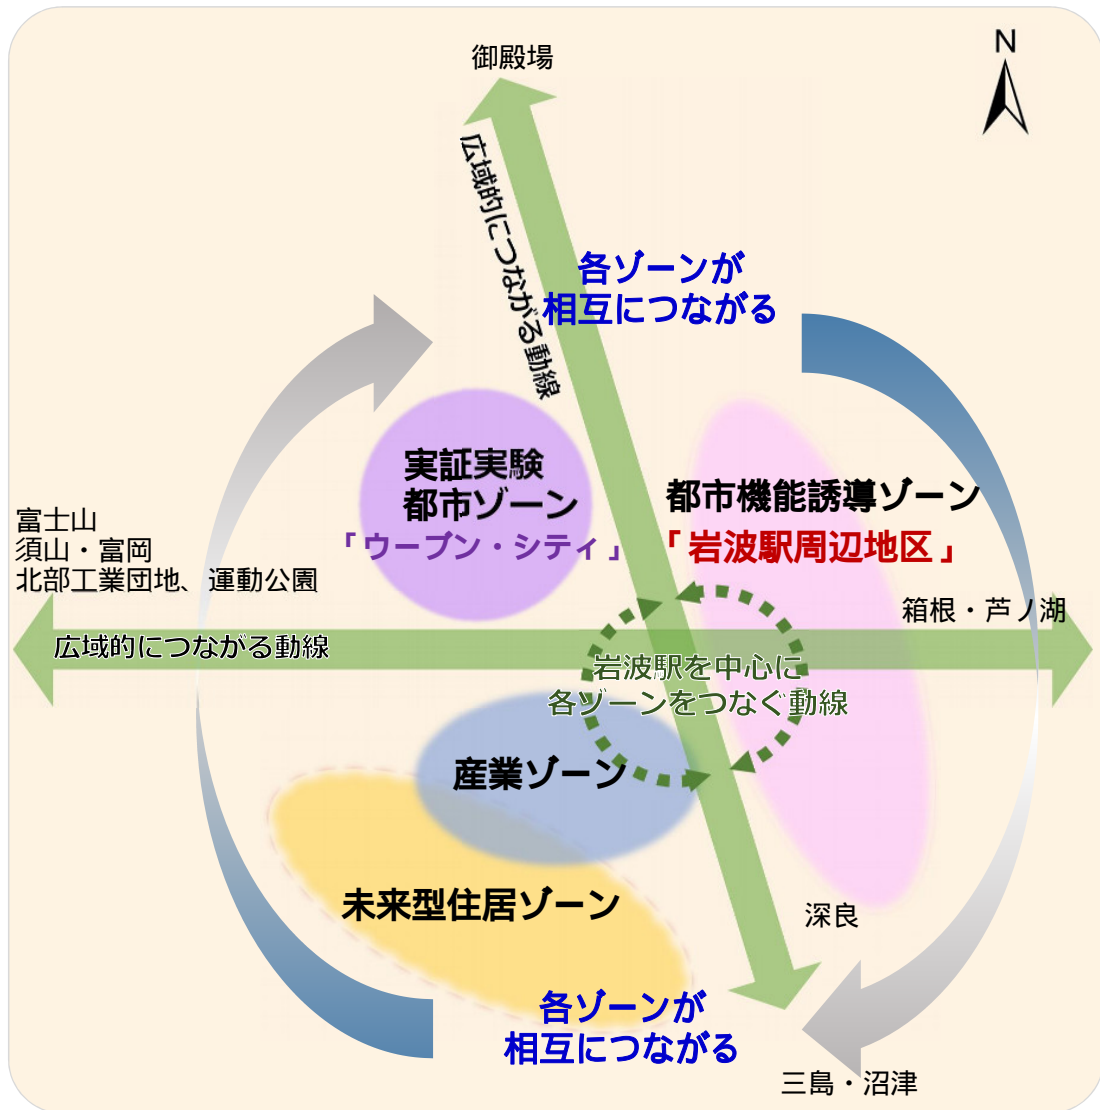 N
御殿場
広域的につながる動線
各ゾーンが
相互につながる
実証実験
都市ゾーン
「ウーブン・シティ」
都市機能誘導ゾーン
「岩波駅周辺地区」
富士山
須山・富岡
北部工業団地、運動公園
箱根・芦ノ湖
広域的につながる動線
岩波駅を中心に
各ゾーンをつなぐ動線
産業ゾーン
未来型住居ゾーン
深良
各ゾーンが
相互につながる
三島・沼津